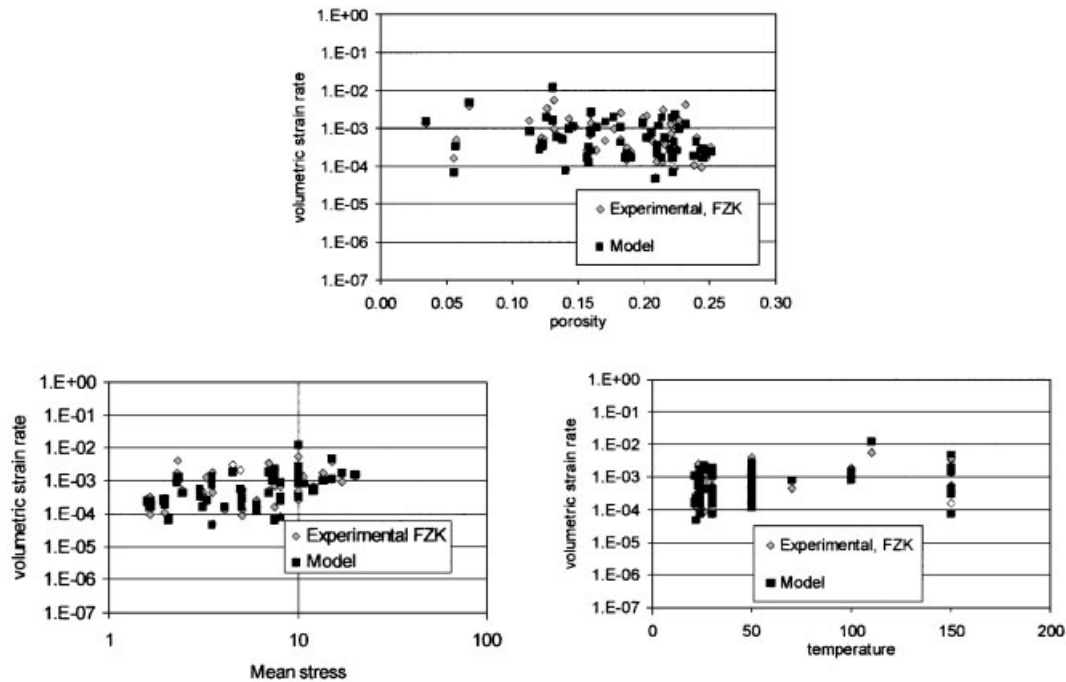 1.E+00
1.E-01
1.E-02
1.E-03
1.E-04
1.E-05
1.E-06
1.E-07
volumetric strain rate
Experimental, FZK
Model
0.00 0.05 0.10 0.15 0.20 0.25 0.30
porosity
1.E+00
1.E-01
1.E-02
1.E-03
1.E-04
1.E-05
1.E-06
1.E-07
volumetric strain rate
Experimental FZK
Model
1 10 100
Mean stress
1.E+00
1.E-01
1.E-02
1.E-03
1.E-04
1.E-05
1.E-06
1.E-07
volumetric strain rate
Experimental, FZK
Model
0 50 100 150 200
temperature